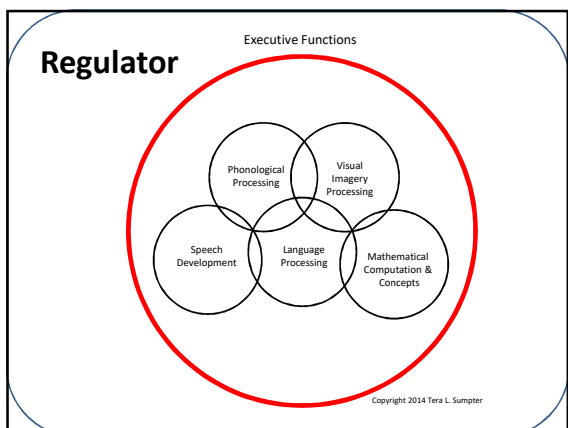 Executive Functions
Regulator
Phonological
Processing
Visual
Imagery
Processing
Speech
Development
Language
Processing
Mathematical
Computation &
Concepts
Copyright 2014 Tera L. Sumpter